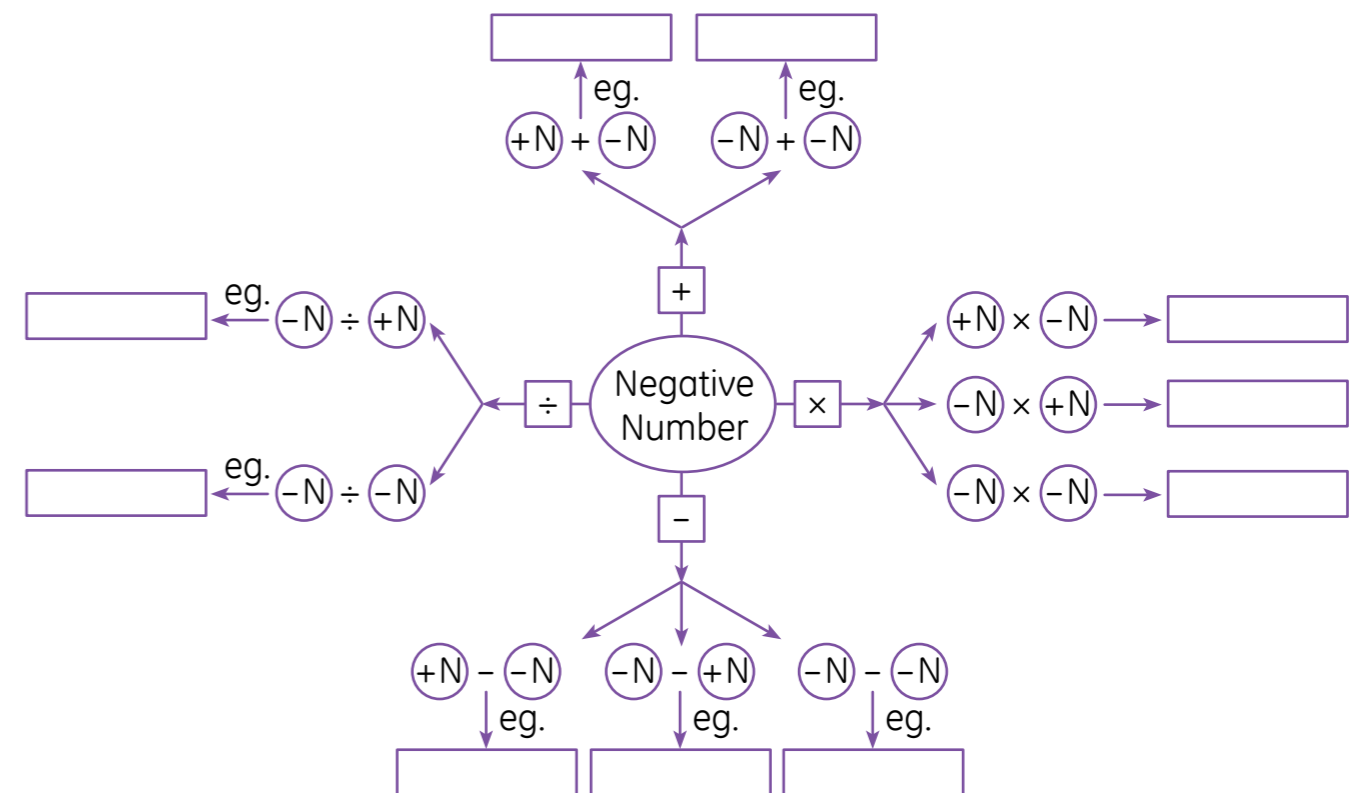 eg. eg.
+N + -N -N + -N
+
eg. -N ÷ +N
+N × -N
÷
Negative
Number
×
-N × +N
eg. -N ÷ -N
-N × -N
-
+N - -N -N - +N -N - -N
eg. eg. eg.